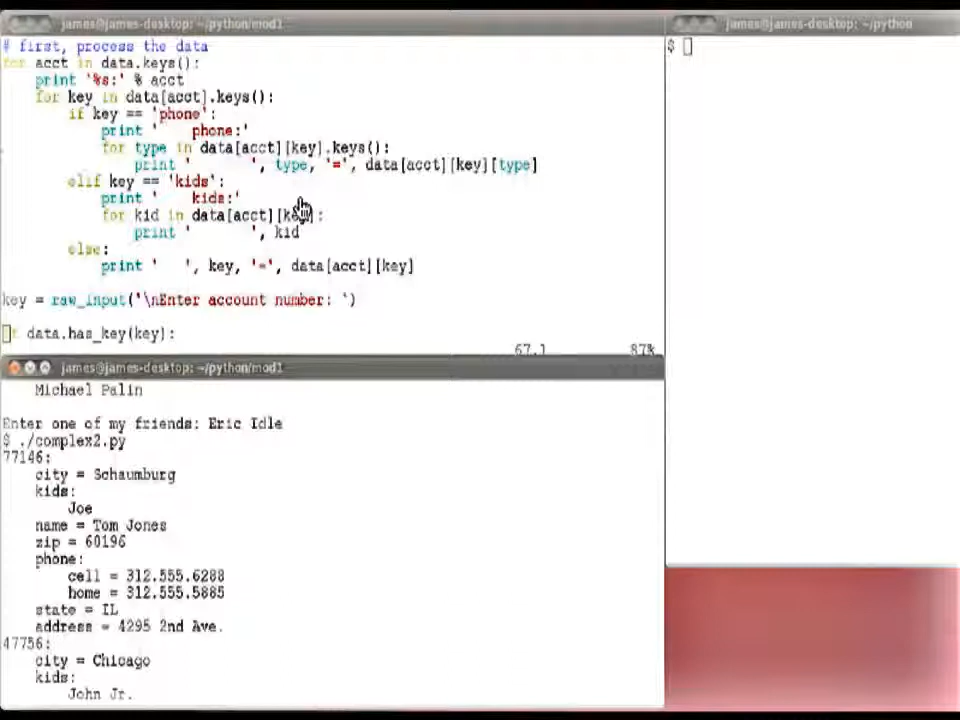 james@james-desktop: ~/python/mod1
# first, process the data
for acct in data.keys():
    print '%s:' % acct
    for key in data[acct].keys():
        if key == 'phone':
            print '    phone:'
            for type in data[acct][key].keys():
                print '       ', type, '=', data[acct][key][type]
        elif key == 'kids':
            print '    kids:'
            for kid in data[acct][key]:
                print '       ', kid
        else:
            print '   ', key, '=', data[acct][key]
key = raw_input('\nEnter account number: ')
if data.has_key(key):
67,1 87%
james@james-desktop: ~/python/mod1
    Michael Palin
Enter one of my friends: Eric Idle
$ ./complex2.py
77146:
    city = Schaumburg
    kids:
        Joe
    name = Tom Jones
    zip = 60196
    phone:
        cell = 312.555.6288
        home = 312.555.5885
    state = IL
    address = 4295 2nd Ave.
47756:
    city = Chicago
    kids:
        John Jr.
james@james-desktop: ~/python
$